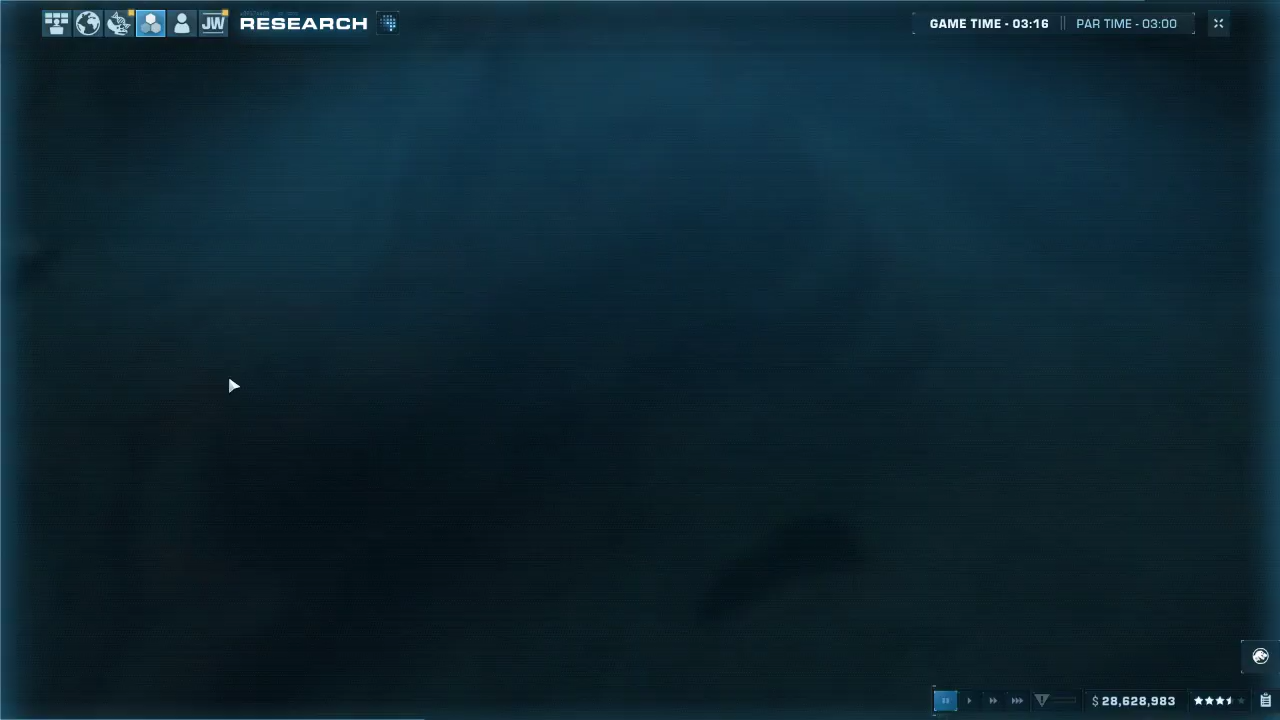 JW
RESEARCH
GAME TIME - 03:16
PAR TIME - 03:00
$ 28,628,983